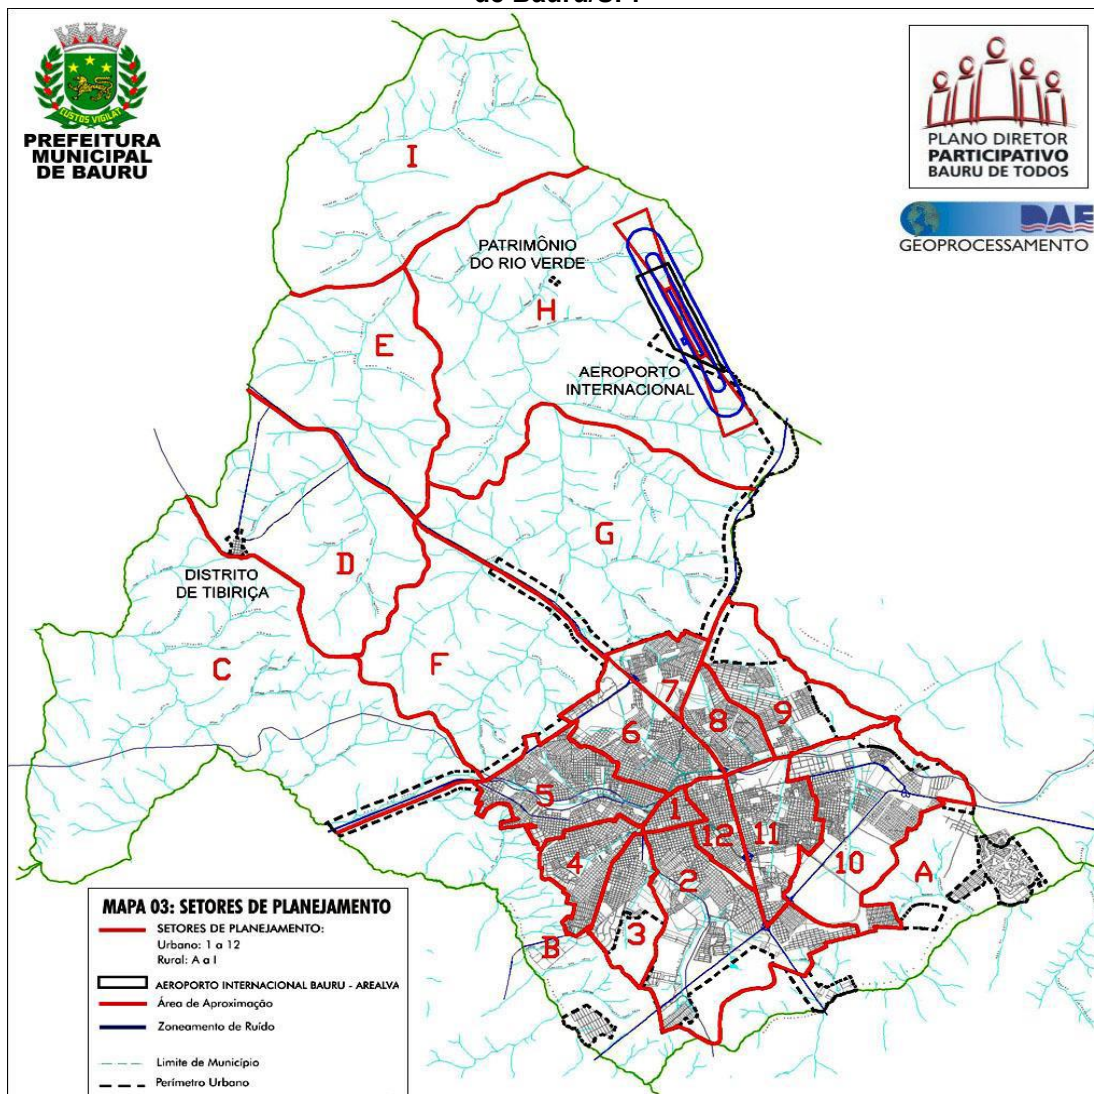 de Bauru/SP.
CUSTOS VIGILAT
PREFEITURA
MUNICIPAL
DE BAURU
PLANO DIRETOR
PARTICIPATIVO
BAURU DE TODOS
DAE
GEOPROCESSAMENTO
I
PATRIMÔNIO
DO RIO VERDE
H
E
AEROPORTO
INTERNACIONAL
G
D
DISTRITO
DE TIBIRIÇA
C
F
7
8
9
6
5
1
12
11
10
4
2
A
3
B
MAPA 03: SETORES DE PLANEJAMENTO
SETORES DE PLANEJAMENTO:
Urbano: 1 a 12
Rural: A a I
AEROPORTO INTERNACIONAL BAURU - AREALVA
Área de Aproximação
Zoneamento de Ruído
Limite de Município
Perímetro Urbano